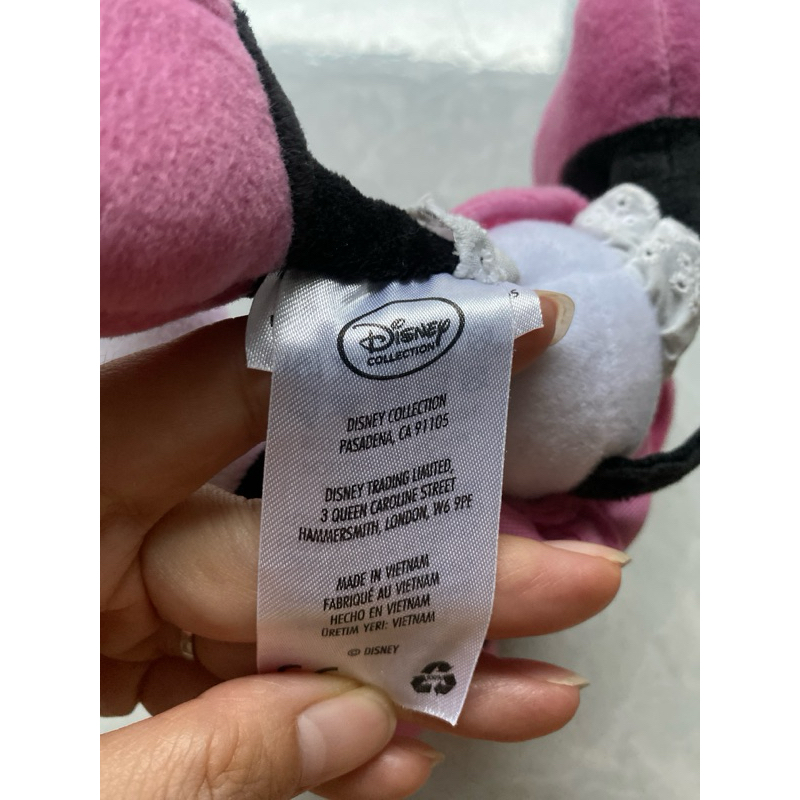 Disney
COLLECTION
DISNEY COLLECTION
PASADENA, CA 91105
DISNEY TRADING LIMITED,
3 QUEEN CAROLINE STREET
HAMMERSMITH, LONDON, W6 9PE
MADE IN VIETNAM
FABRIQUÉ AU VIETNAM
HECHO EN VIETNAM
ÜRETIM YERI: VIETNAM
© DISNEY